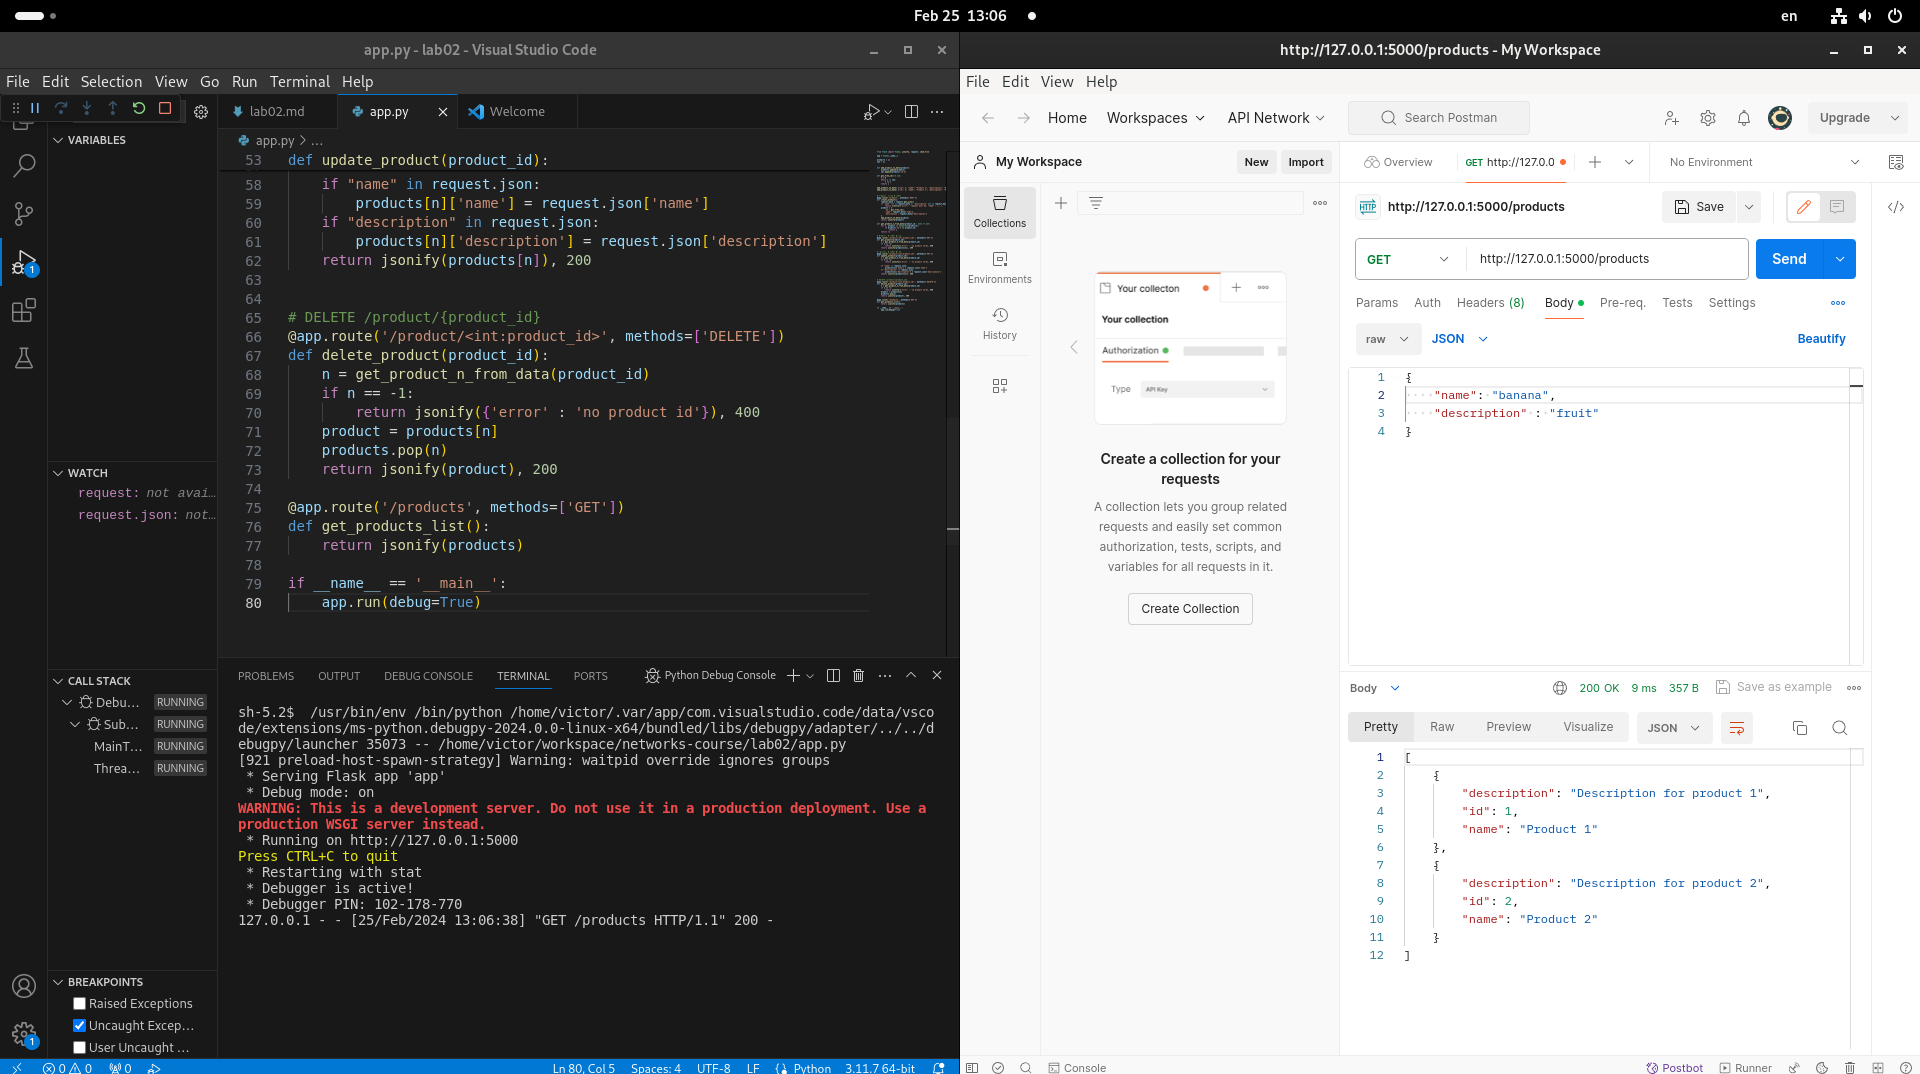 Feb 25 13:06
en
app.py - lab02 - Visual Studio Code
File Edit Selection View Go Run Terminal Help
lab02.md
app.py
Welcome
VARIABLES
WATCH
request: not avai...
request.json: not...
CALL STACK
Debu... RUNNING
Sub... RUNNING
MainT... RUNNING
Threa... RUNNING
BREAKPOINTS
Raised Exceptions
Uncaught Excep...
User Uncaught ...
1
1
app.py > ...
53 def update_product(product_id):
58 if "name" in request.json:
59 products[n]['name'] = request.json['name']
60 if "description" in request.json:
61 products[n]['description'] = request.json['description']
62 return jsonify(products[n]), 200
63
64
65 # DELETE /product/{product_id}
66 @app.route('/product/<int:product_id>', methods=['DELETE'])
67 def delete_product(product_id):
68 n = get_product_n_from_data(product_id)
69 if n == -1:
70 return jsonify({'error' : 'no product id'}), 400
71 product = products[n]
72 products.pop(n)
73 return jsonify(product), 200
74
75 @app.route('/products', methods=['GET'])
76 def get_products_list():
77 return jsonify(products)
78
79 if __name__ == '__main__':
80 app.run(debug=True)
PROBLEMS OUTPUT DEBUG CONSOLE TERMINAL PORTS
Python Debug Console
sh-5.2$ /usr/bin/env /bin/python /home/victor/.var/app/com.visualstudio.code/data/vsco
de/extensions/ms-python.debugpy-2024.0.0-linux-x64/bundled/libs/debugpy/adapter/../../d
ebugpy/launcher 35073 -- /home/victor/workspace/networks-course/lab02/app.py
[921 preload-host-spawn-strategy] Warning: waitpid override ignores groups
* Serving Flask app 'app'
* Debug mode: on
WARNING: This is a development server. Do not use it in a production deployment. Use a
production WSGI server instead.
* Running on http://127.0.0.1:5000
Press CTRL+C to quit
* Restarting with stat
* Debugger is active!
* Debugger PIN: 102-178-770
127.0.0.1 - - [25/Feb/2024 13:06:38] "GET /products HTTP/1.1" 200 -
0 0 0
Ln 80, Col 5 Spaces: 4 UTF-8 LF Python 3.11.7 64-bit
http://127.0.0.1:5000/products - My Workspace
File Edit View Help
Home Workspaces API Network
Search Postman
Upgrade
My Workspace
New
Import
Overview
GET http://127.0.0
No Environment
Collections
Environments
History
Your collecton
Your collection
Authorization
Type API Key
Create a collection for your
requests
A collection lets you group related
requests and easily set common
authorization, tests, scripts, and
variables for all requests in it.
Create Collection
HTTP
http://127.0.0.1:5000/products
Save
GET
http://127.0.0.1:5000/products
Send
Params Auth Headers (8) Body Pre-req. Tests Settings
raw
JSON
Beautify
1 {
2 "name": "banana",
3 "description" : "fruit"
4 }
Body
200 OK 9 ms 357 B
Save as example
Pretty Raw Preview Visualize
JSON
1 [
2 {
3 "description": "Description for product 1",
4 "id": 1,
5 "name": "Product 1"
6 },
7 {
8 "description": "Description for product 2",
9 "id": 2,
10 "name": "Product 2"
11 }
12 ]
Console
Postbot
Runner